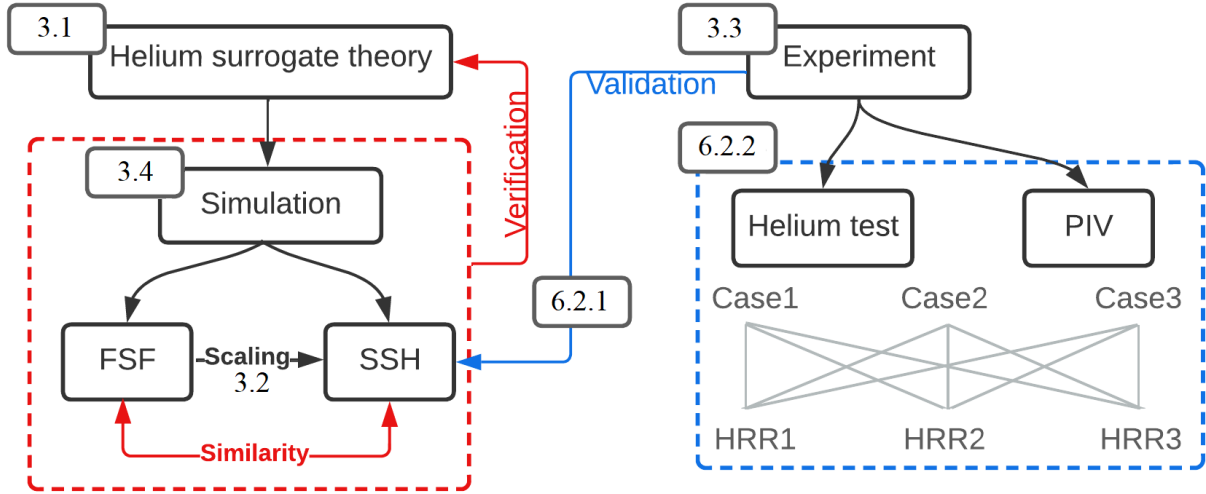 3.1
Helium surrogate theory
3.3
Experiment
Validation
Verification
6.2.2
3.4
Simulation
Helium test
PIV
6.2.1
Case1
Case2
Case3
FSF
Scaling
3.2
SSH
Similarity
HRR1
HRR2
HRR3